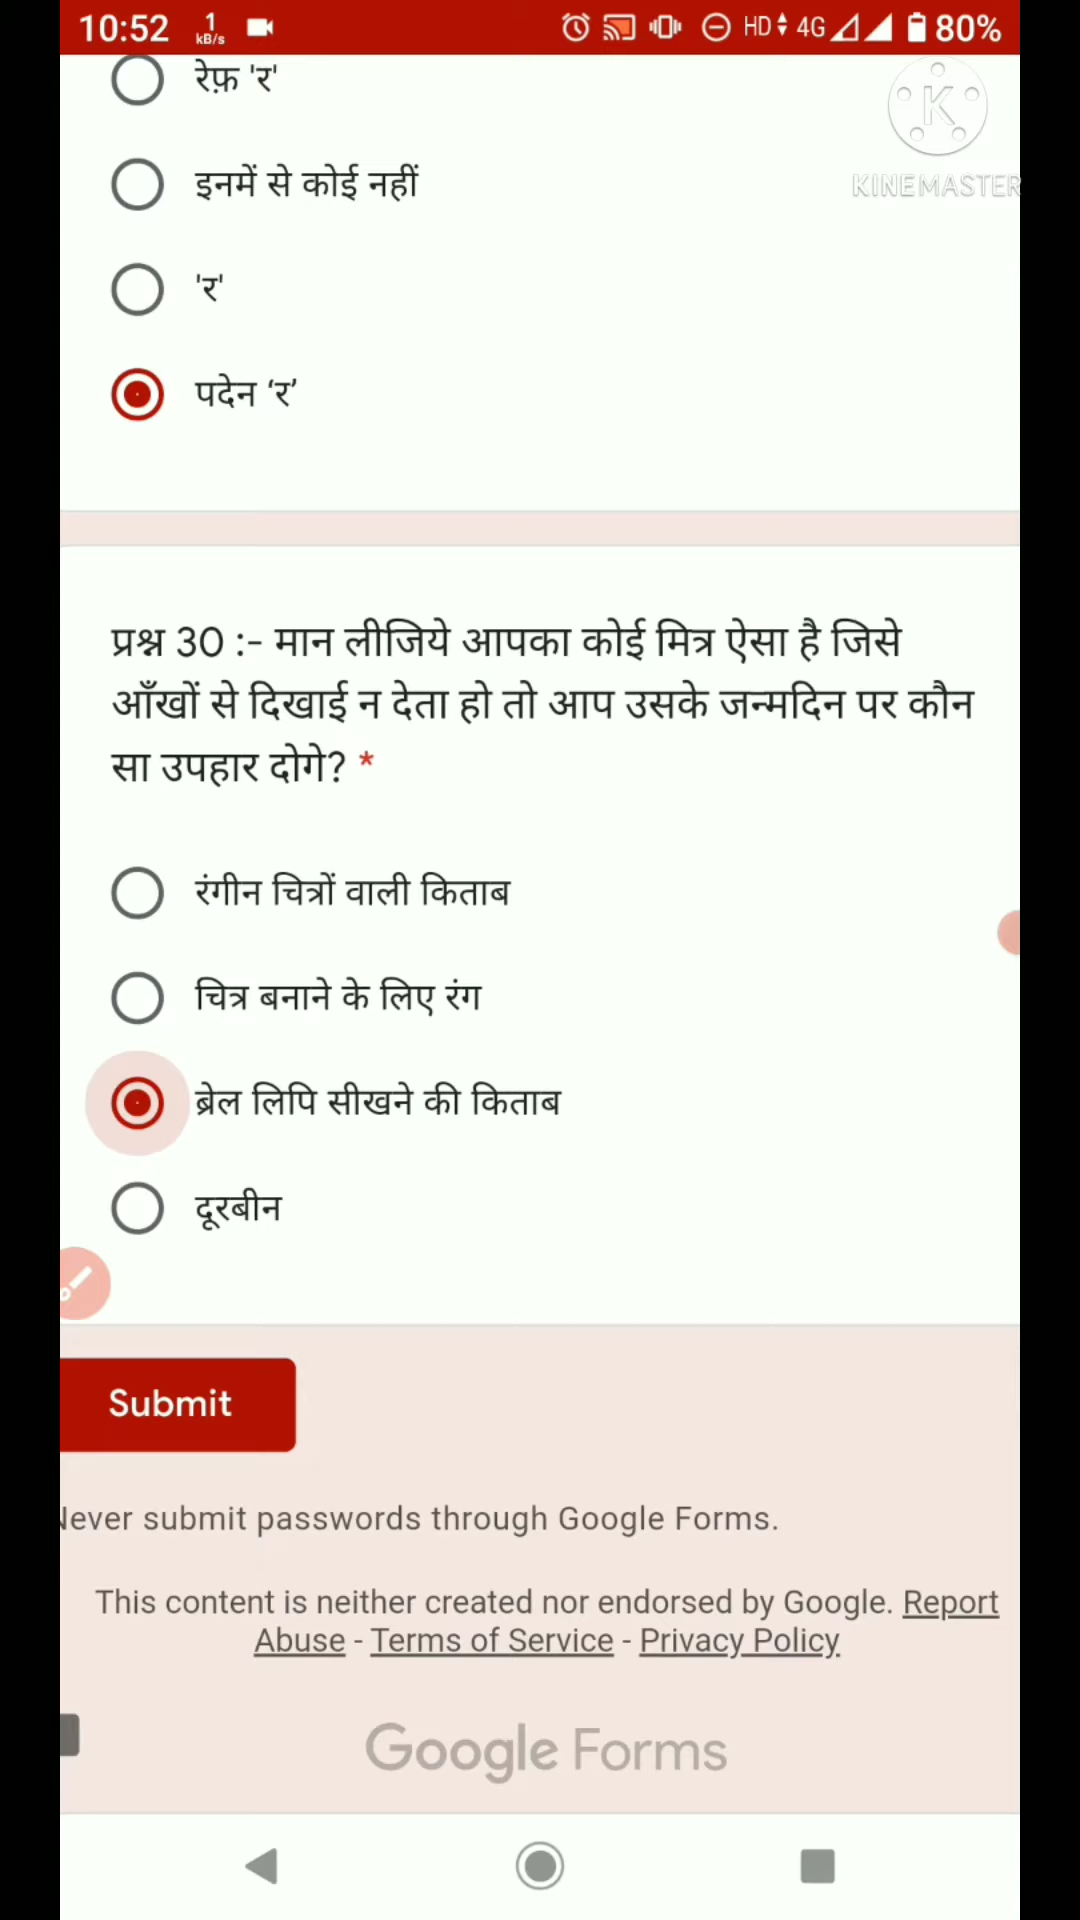 10:52 1 kB/s HD 4G 80%
रेफ़ 'र'
K
इनमें से कोई नहीं
KINEMASTER
'र'
पदेन ‘र’
प्रश्न 30 :- मान लीजिये आपका कोई मित्र ऐसा है जिसे
आँखों से दिखाई न देता हो तो आप उसके जन्मदिन पर कौन
सा उपहार दोगे? *
रंगीन चित्रों वाली किताब
चित्र बनाने के लिए रंग
ब्रेल लिपि सीखने की किताब
दूरबीन
Submit
Never submit passwords through Google Forms.
This content is neither created nor endorsed by Google. Report
Abuse - Terms of Service - Privacy Policy
Google Forms